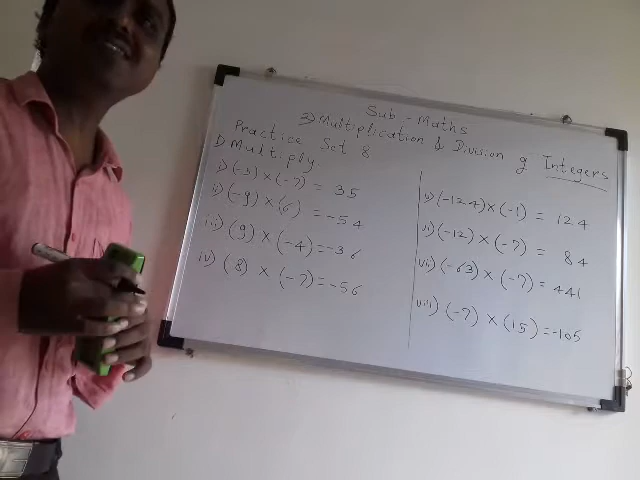 Sub - Maths
3) Multiplication & Division of Integers
Practice Set 8
1) Multiply.
i) (-3) × (-7) = 35
ii) (-9) × (6) = -54
iii) (9) × (-4) = -36
iv) (8) × (-7) = -56
v) (-124) × (-1) = 124
vi) (-12) × (-7) = 84
vii) (-63) × (-7) = 441
viii) (-7) × (15) = -105